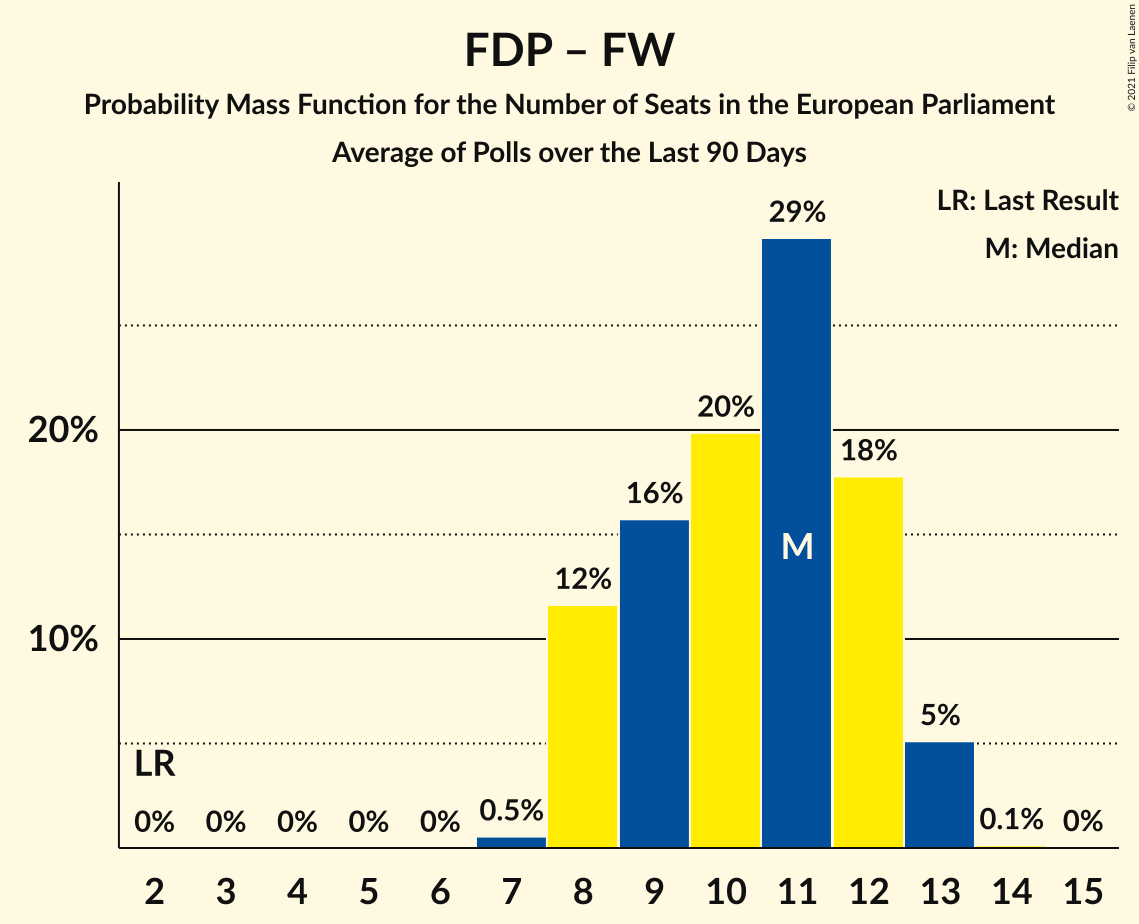 FDP – FW
Probability Mass Function for the Number of Seats in the European Parliament
Average of Polls over the Last 90 Days
© 2021 Filip van Laenen
LR: Last Result
M: Median
29%
20%
20%
18%
16%
M
12%
10%
5%
LR
0%
0%
0%
0%
0%
0.5%
0.1%
0%
2 3 4 5 6 7 8 9 10 11 12 13 14 15